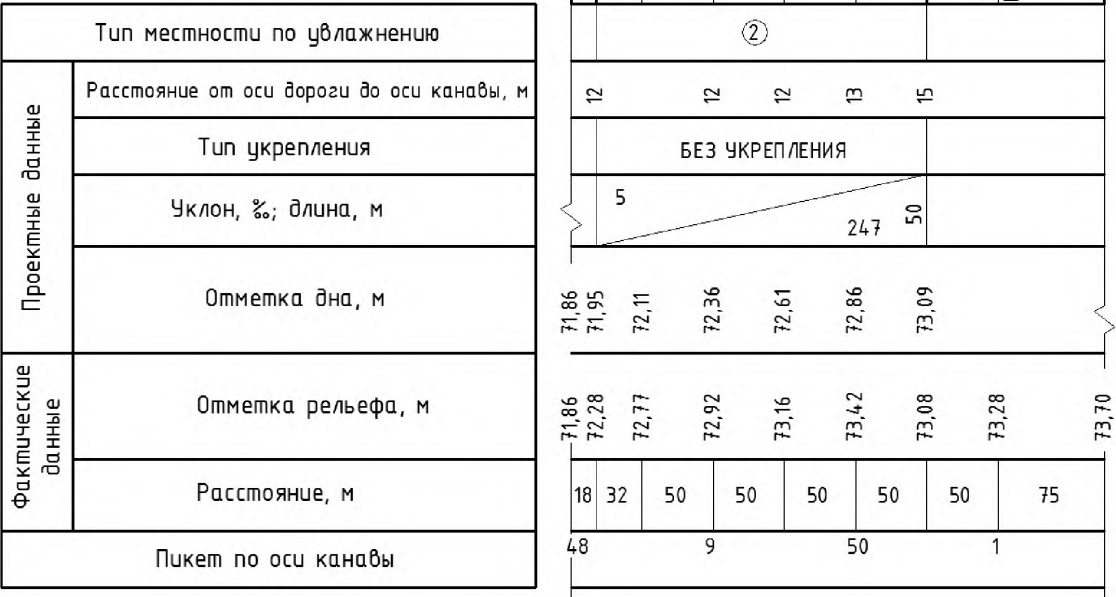 Тип местности по увлажнению
2
Проектные данные
Расстояние от оси дороги до оси канавы, м
12 12 12 13 15
Тип укрепления
БЕЗ УКРЕПЛЕНИЯ
Уклон, ‰; длина, м
5 247 50
Отметка дна, м
71,86 71,95 72,11 72,36 72,61 72,86 73,09
Фактические данные
Отметка рельефа, м
71,86 72,28 72,77 72,92 73,16 73,42 73,08 73,28 73,70
Расстояние, м
18 32 50 50 50 50 50 75
Пикет по оси канавы
48 9 50 1